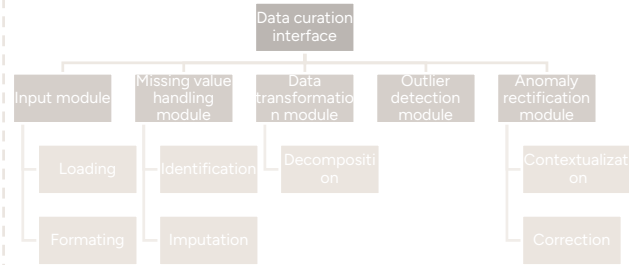 Data curation
interface
Input module
Missing value
handling
module
Data
transformatio
n module
Outlier
detection
module
Anomaly
rectification
module
Loading
Identification
Decompositi
on
Contextualizat
on
Formating
Imputation
Correction